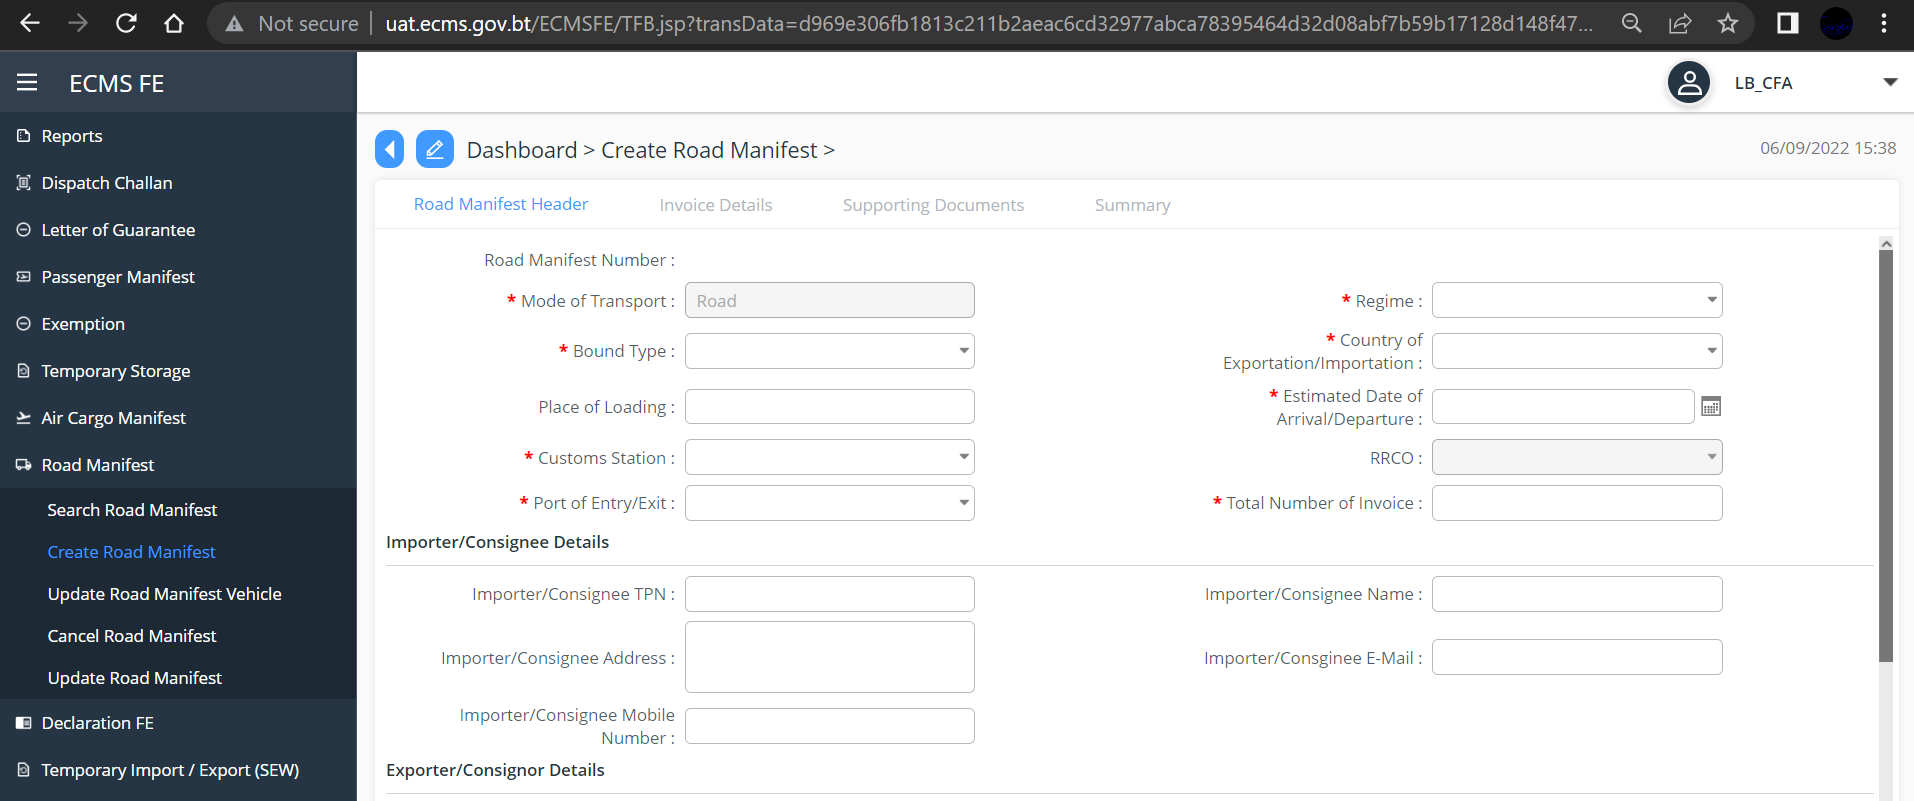 Not secure | uat.ecms.gov.bt/ECMSFE/TFB.jsp?transData=d969e306fb1813c211b2aeac6cd32977abca78395464d32d08abf7b59b17128d148f47...
ECMS FE
LB_CFA
Reports
Dispatch Challan
Letter of Guarantee
Passenger Manifest
Exemption
Temporary Storage
Air Cargo Manifest
Road Manifest
Search Road Manifest
Create Road Manifest
Update Road Manifest Vehicle
Cancel Road Manifest
Update Road Manifest
Declaration FE
Temporary Import / Export (SEW)
Dashboard > Create Road Manifest >
06/09/2022 15:38
Road Manifest Header Invoice Details Supporting Documents Summary
Road Manifest Number :
* Mode of Transport : Road
* Regime :
* Bound Type :
* Country of
Exportation/Importation :
Place of Loading :
* Estimated Date of
Arrival/Departure :
* Customs Station :
RRCO :
* Port of Entry/Exit :
* Total Number of Invoice :
Importer/Consignee Details
Importer/Consignee TPN :
Importer/Consignee Name :
Importer/Consignee Address :
Importer/Consginee E-Mail :
Importer/Consignee Mobile
Number :
Exporter/Consignor Details